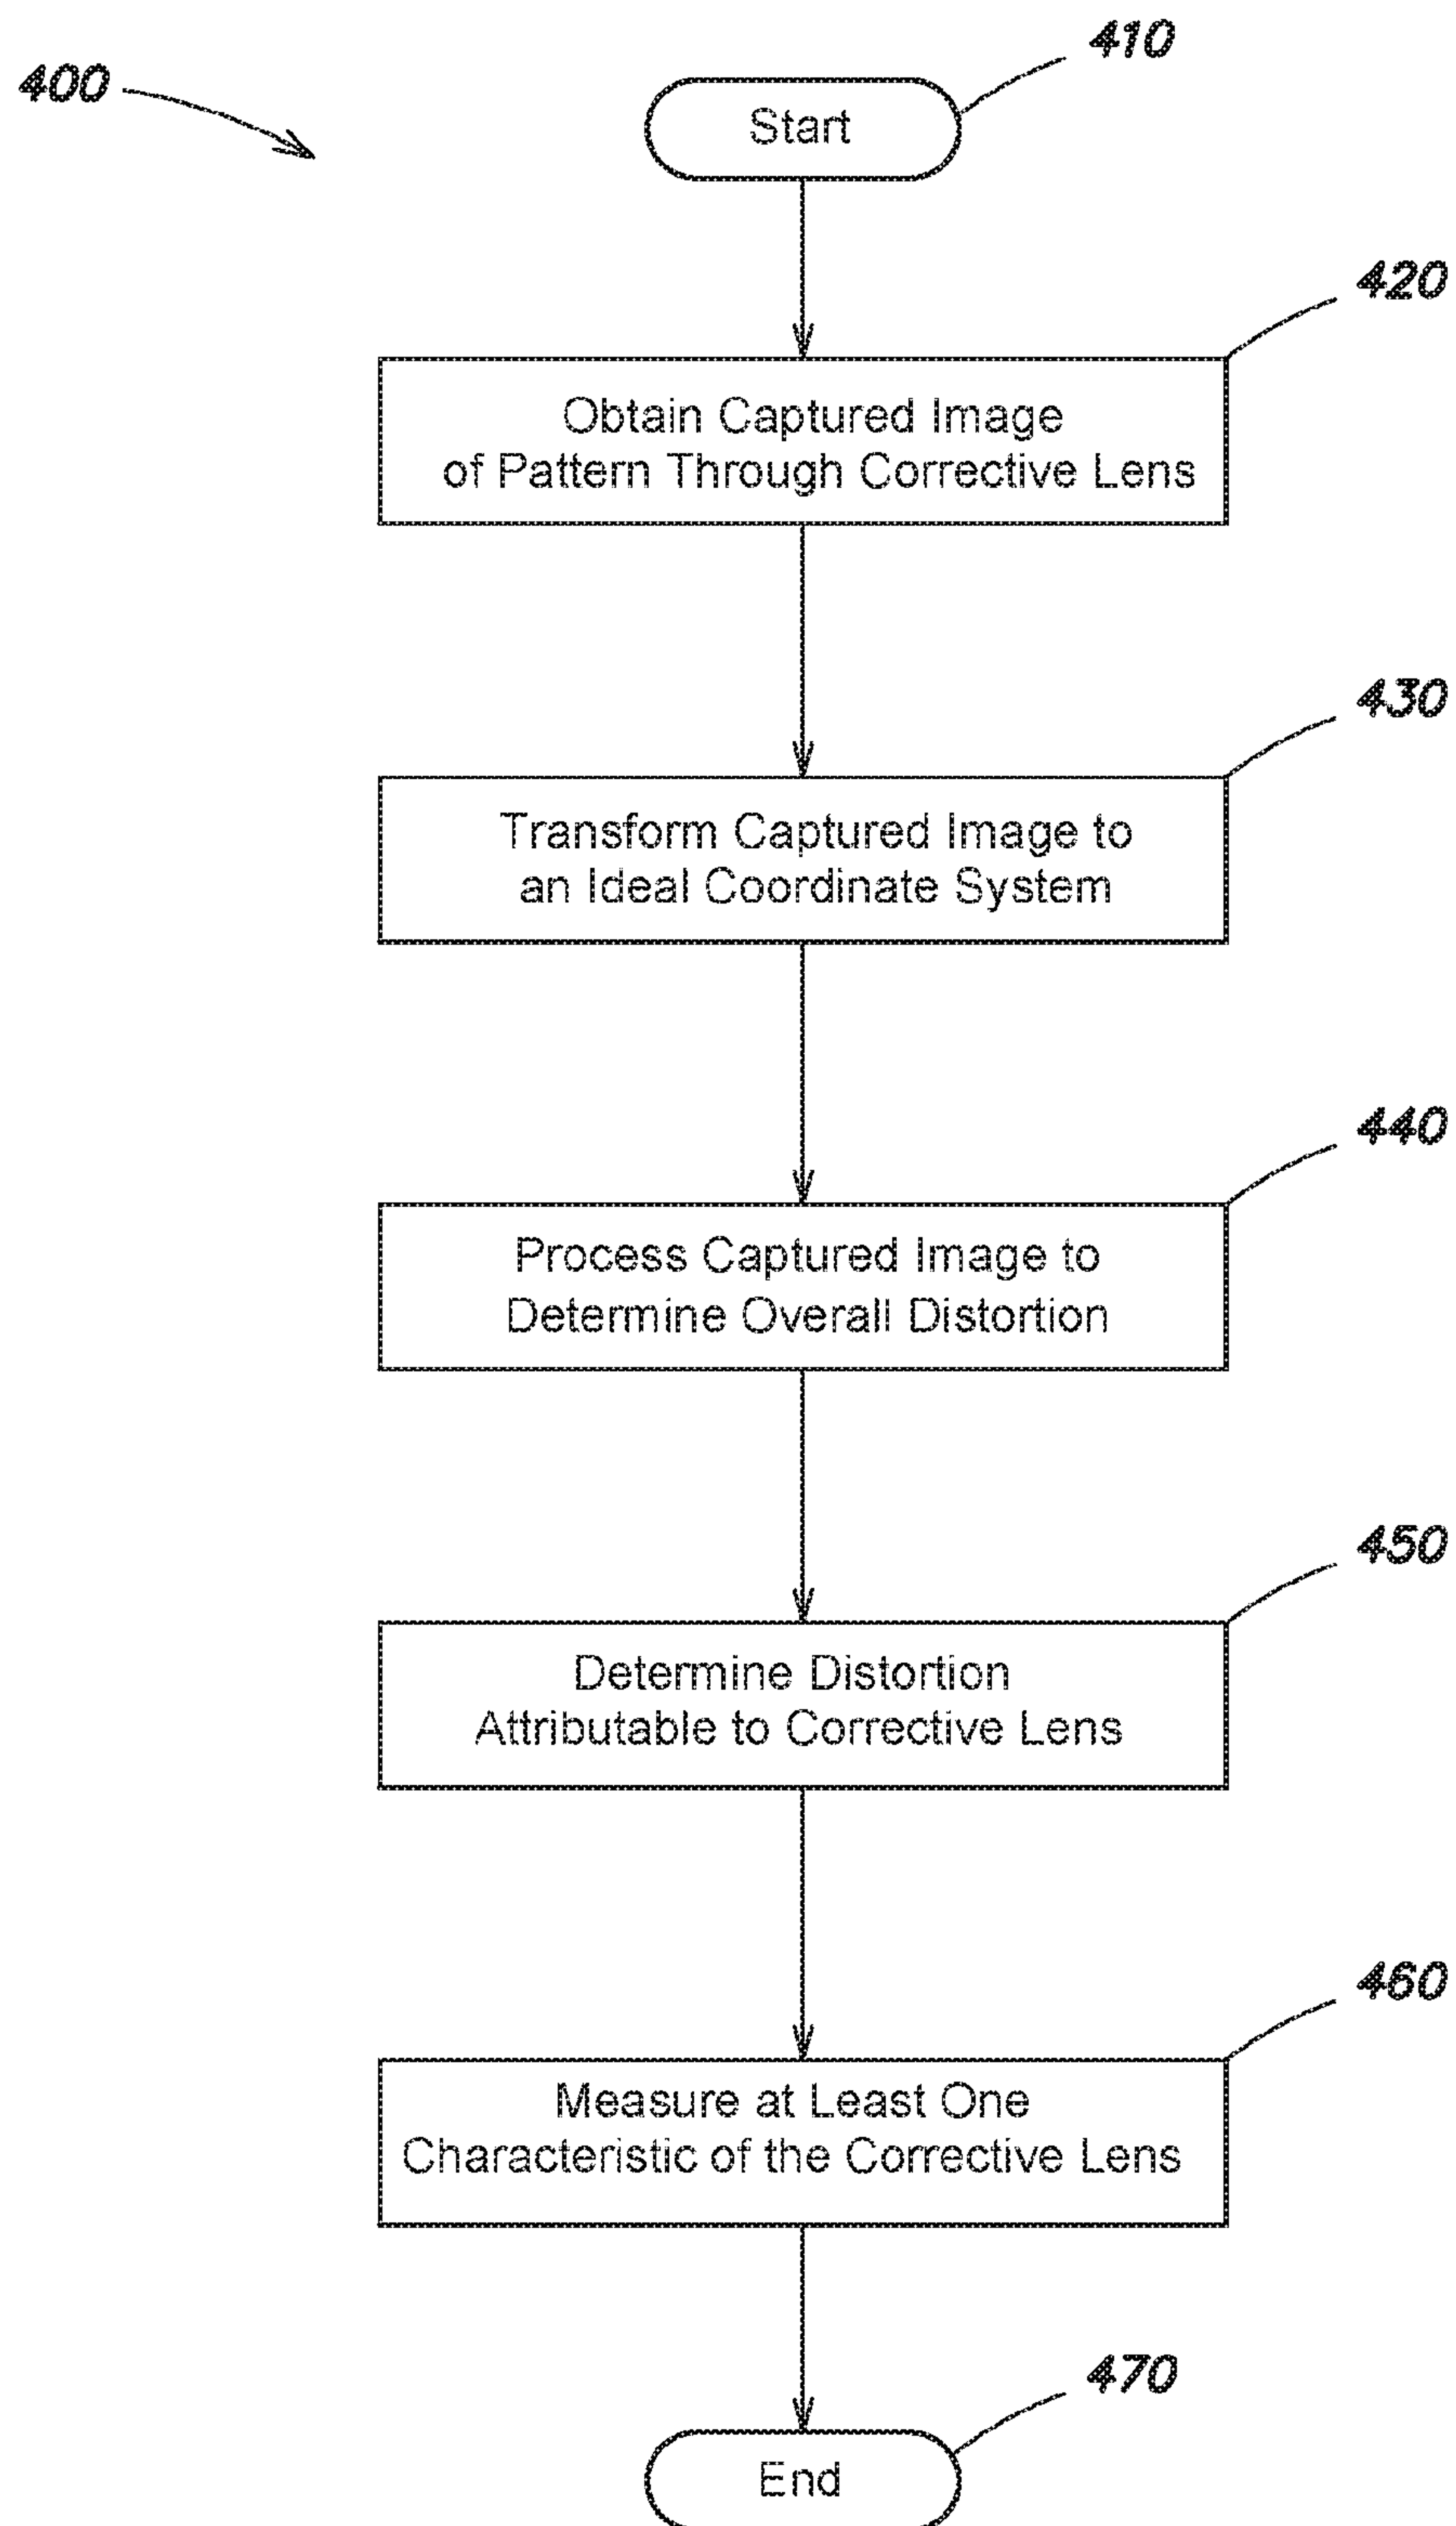 400
410
Start
420
Obtain Captured Image
of Pattern Through Corrective Lens
430
Transform Captured Image to
an Ideal Coordinate System
440
Process Captured Image to
Determine Overall Distortion
450
Determine Distortion
Attributable to Corrective Lens
460
Measure at Least One
Characteristic of the Corrective Lens
470
End